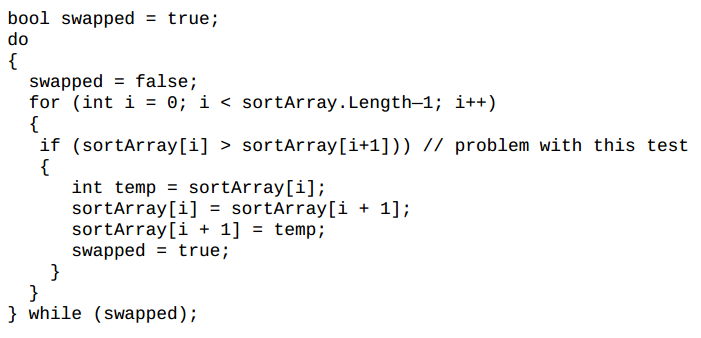 bool swapped = true;
do
{
swapped = false;
for (int i = 0; i < sortArray.Length—1; i++)
{
if (sortArray[i] > sortArray[i+1])) // problem with this test
{
int temp = sortArray[i];
sortArray[i] = sortArray[i + 1];
sortArray[i + 1] = temp;
swapped = true;
}
}
} while (swapped);